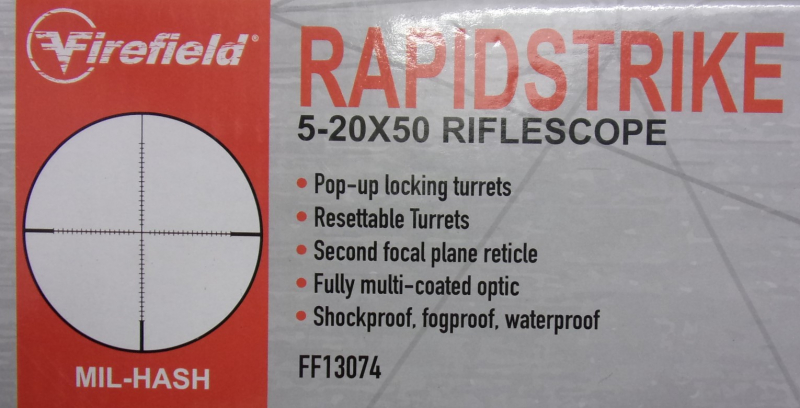 Firefield®
RAPIDSTRIKE
5-20X50 RIFLESCOPE
• Pop-up locking turrets
• Resettable Turrets
• Second focal plane reticle
• Fully multi-coated optic
• Shockproof, fogproof, waterproof
FF13074
MIL-HASH